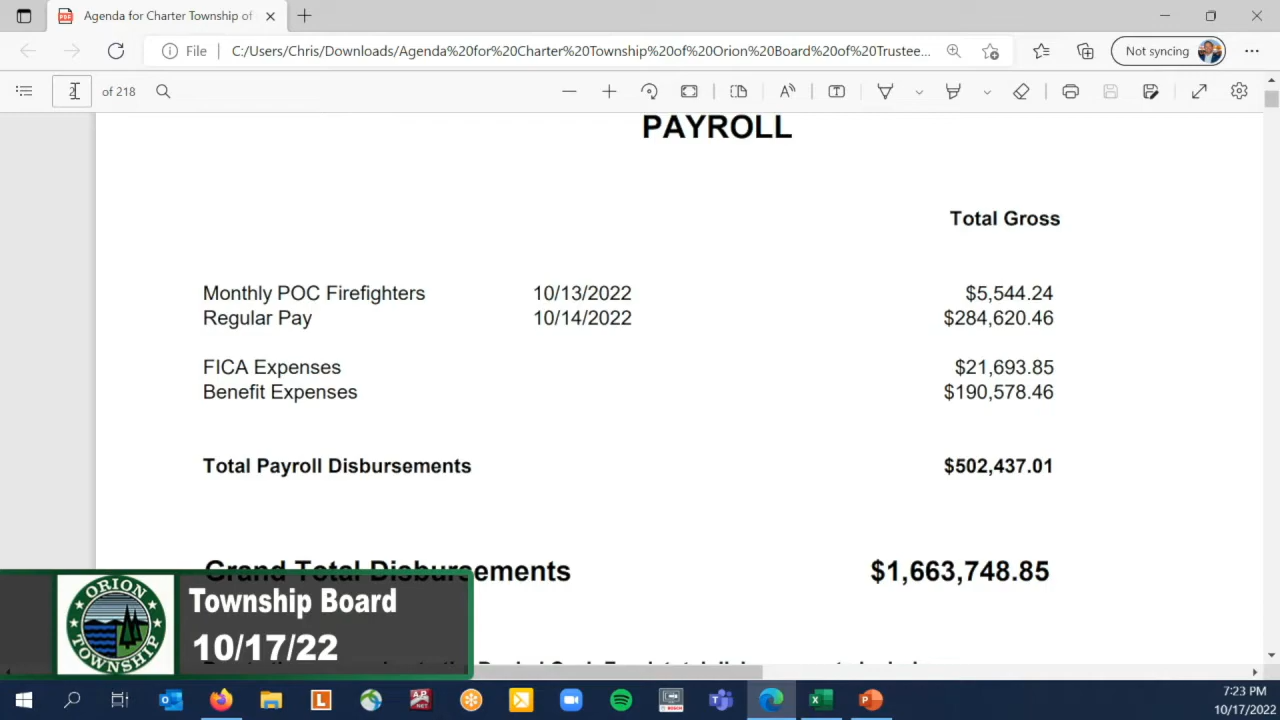 Agenda for Charter Township of
File C:/Users/Chris/Downloads/Agenda%20for%20Charter%20Township%20of%20Orion%20Board%20of%20Trustee... Not syncing
of 218
PAYROLL
Total Gross
Monthly POC Firefighters 10/13/2022 $5,544.24
Regular Pay 10/14/2022 $284,620.46
FICA Expenses $21,693.85
Benefit Expenses $190,578.46
Total Payroll Disbursements $502,437.01
Grand Total Disbursements $1,663,748.85
ORION TOWNSHIP
Township Board
10/17/22
7:23 PM
10/17/2022